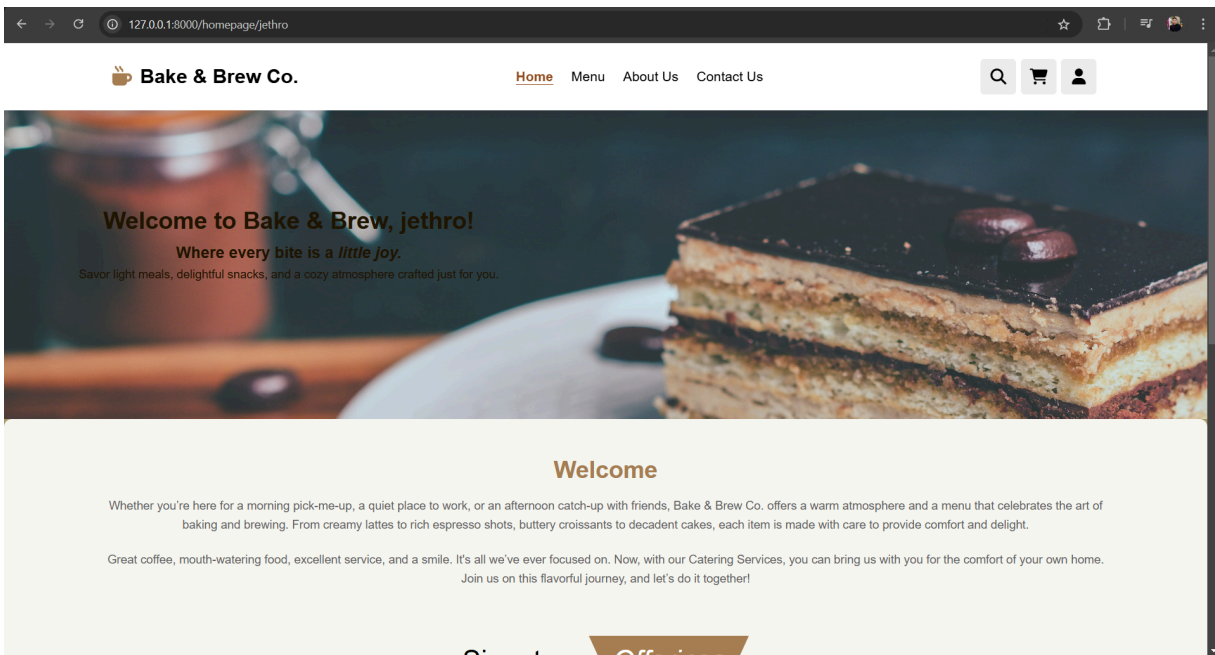 127.0.0.1:8000/homepage/jethro
Bake & Brew Co.
Home Menu About Us Contact Us
Welcome to Bake & Brew, jethro!
Where every bite is a little joy.
Savor light meals, delightful snacks, and a cozy atmosphere crafted just for you.
Welcome
Whether you're here for a morning pick-me-up, a quiet place to work, or an afternoon catch-up with friends, Bake & Brew Co. offers a warm atmosphere and a menu that celebrates the art of
baking and brewing. From creamy lattes to rich espresso shots, buttery croissants to decadent cakes, each item is made with care to provide comfort and delight.
Great coffee, mouth-watering food, excellent service, and a smile. It's all we've ever focused on. Now, with our Catering Services, you can bring us with you for the comfort of your own home.
Join us on this flavorful journey, and let's do it together!